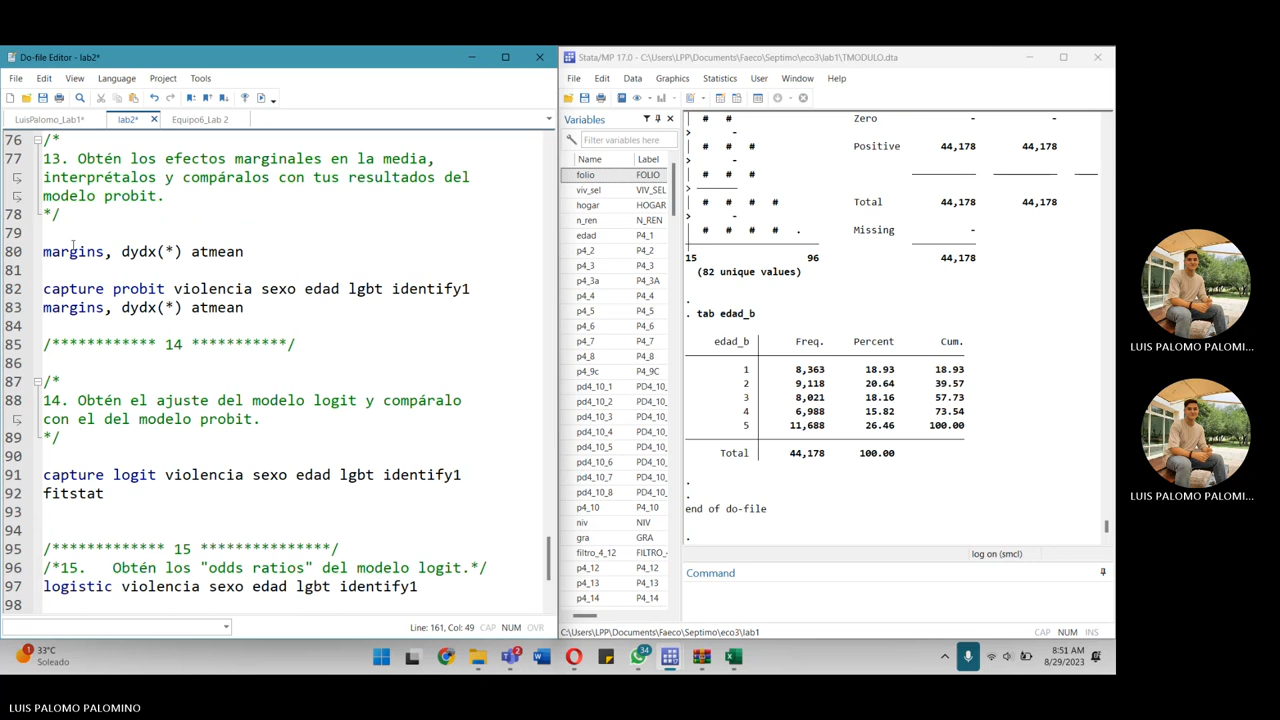 Do-file Editor - lab2*
File Edit View Language Project Tools
LuisPalomo_Lab1* lab2* Equipo6_Lab 2
76 /*
77 13. Obtén los efectos marginales en la media,
interprétalos y compáralos con tus resultados del
modelo probit.
78 */
79
80 margins, dydx(*) atmean
81
82 capture probit violencia sexo edad lgbt identify1
83 margins, dydx(*) atmean
84
85 /************ 14 ***********/
86
87 /*
88 14. Obtén el ajuste del modelo logit y compáralo
con el del modelo probit.
89 */
90
91 capture logit violencia sexo edad lgbt identify1
92 fitstat
93
94
95 /************* 15 ***************/
96 /*15. Obtén los "odds ratios" del modelo logit.*/
97 logistic violencia sexo edad lgbt identify1
98
Line: 161, Col: 49 CAP NUM OVR
Stata/MP 17.0 - C:\Users\LPP\Documents\Faeco\Septimo\eco3\lab1\TMODULO.dta
File Edit Data Graphics Statistics User Window Help
Variables
Filter variables here
Name Label
folio FOLIO
viv_sel VIV_SEL
hogar HOGAR
n_ren N_REN
edad P4_1
p4_2 P4_2
p4_3 P4_3
p4_3a P4_3A
p4_4 P4_4
p4_5 P4_5
p4_6 P4_6
p4_7 P4_7
p4_8 P4_8
p4_9c P4_9C
pd4_10_1 PD4_10_
pd4_10_2 PD4_10_
pd4_10_3 PD4_10_
pd4_10_4 PD4_10_
pd4_10_5 PD4_10_
pd4_10_6 PD4_10_
pd4_10_7 PD4_10_
pd4_10_8 PD4_10_
p4_10 P4_10
niv NIV
gra GRA
filtro_4_12 FILTRO_
p4_12 P4_12
p4_13 P4_13
p4_14 P4_14
| # # Zero - -
> -
| # # # Positive 44,178 44,178
> -
| # # #
>
| # # # # Total 44,178 44,178
> -
| # # # # . Missing -
15 96 44,178
(82 unique values)
.
. tab edad_b
edad_b Freq. Percent Cum.
1 8,363 18.93 18.93
2 9,118 20.64 39.57
3 8,021 18.16 57.73
4 6,988 15.82 73.54
5 11,688 26.46 100.00
Total 44,178 100.00
.
.
end of do-file
.
log on (smcl)
Command
C:\Users\LPP\Documents\Faeco\Septimo\eco3\lab1 CAP NUM INS
LUIS PALOMO PALOMI...
LUIS PALOMO PALOMI...
1
33°C
Soleado
2
34
17
8:51 AM
8/29/2023
LUIS PALOMO PALOMINO